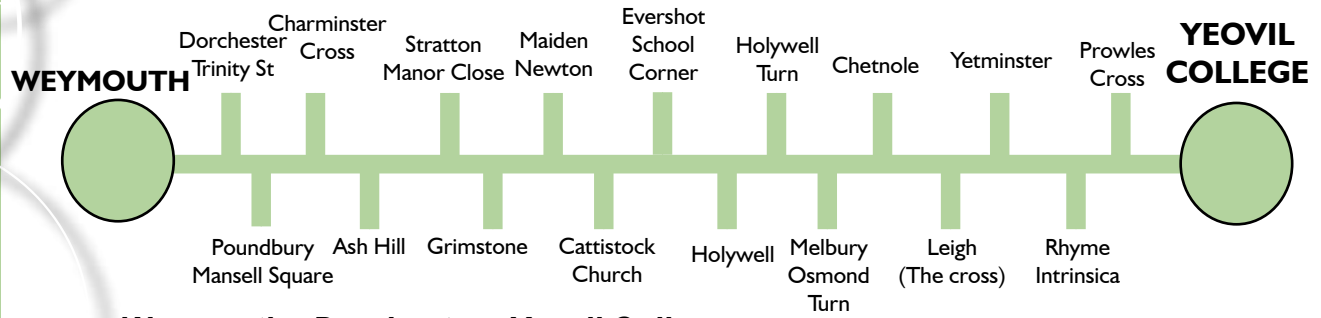 WEYMOUTH
Dorchester
Trinity St
Poundbury
Mansell Square
Charminster
Cross
Ash Hill
Stratton
Manor Close
Grimstone
Maiden
Newton
Cattistock
Church
Evershot
School
Corner
Holywell
Holywell
Turn
Melbury
Osmond
Turn
Chetnole
Leigh
(The cross)
Yetminster
Rhyme
Intrinsica
Prowles
Cross
YEOVIL
COLLEGE